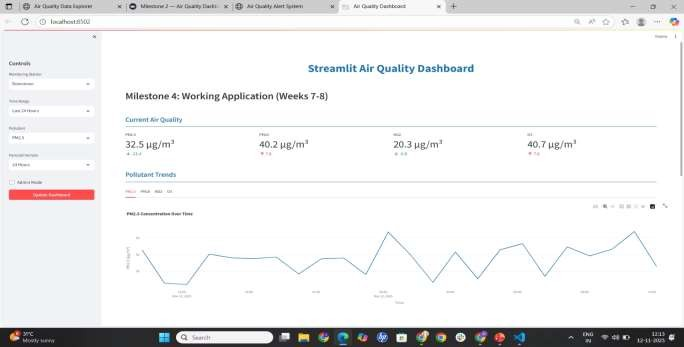 Air Quality Data Explorer
Milestone 2 — Air Quality Dashb
Air Quality Alert System
Air Quality Dashboard
localhost:8502
Deploy
Controls
Monitoring Station
Downtown
Time Range
Last 24 Hours
Pollutant
PM2.5
Forecast Horizon
24 Hours
Admin Mode
Update Dashboard
Streamlit Air Quality Dashboard
Milestone 4: Working Application (Weeks 7-8)
Current Air Quality
PM2.5
PM10
NO2
O3
32.5 μg/m³
40.2 μg/m³
20.3 μg/m³
40.7 μg/m³
Pollutant Trends
PM2.5
PM10
NO2
O3
PM2.5 Concentration Over Time
31°C
Mostly sunny
Search
ENG
IN
12:13
12-11-2025